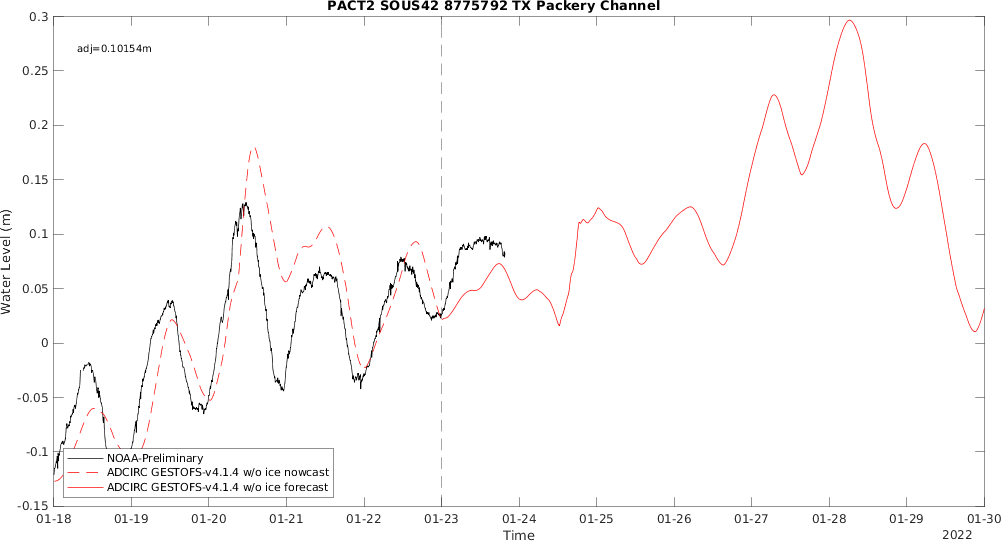 PACT2 SOUS42 8775792 TX Packery Channel
adj=0.10154m
0.3
0.25
0.2
0.15
0.1
0.05
0
-0.05
-0.1
-0.15
Water Level (m)
NOAA-Preliminary
ADCIRC GESTOFS-v4.1.4 w/o ice nowcast
ADCIRC GESTOFS-v4.1.4 w/o ice forecast
01-18 01-19 01-20 01-21 01-22 01-23 01-24 01-25 01-26 01-27 01-28 01-29 01-30
Time
2022